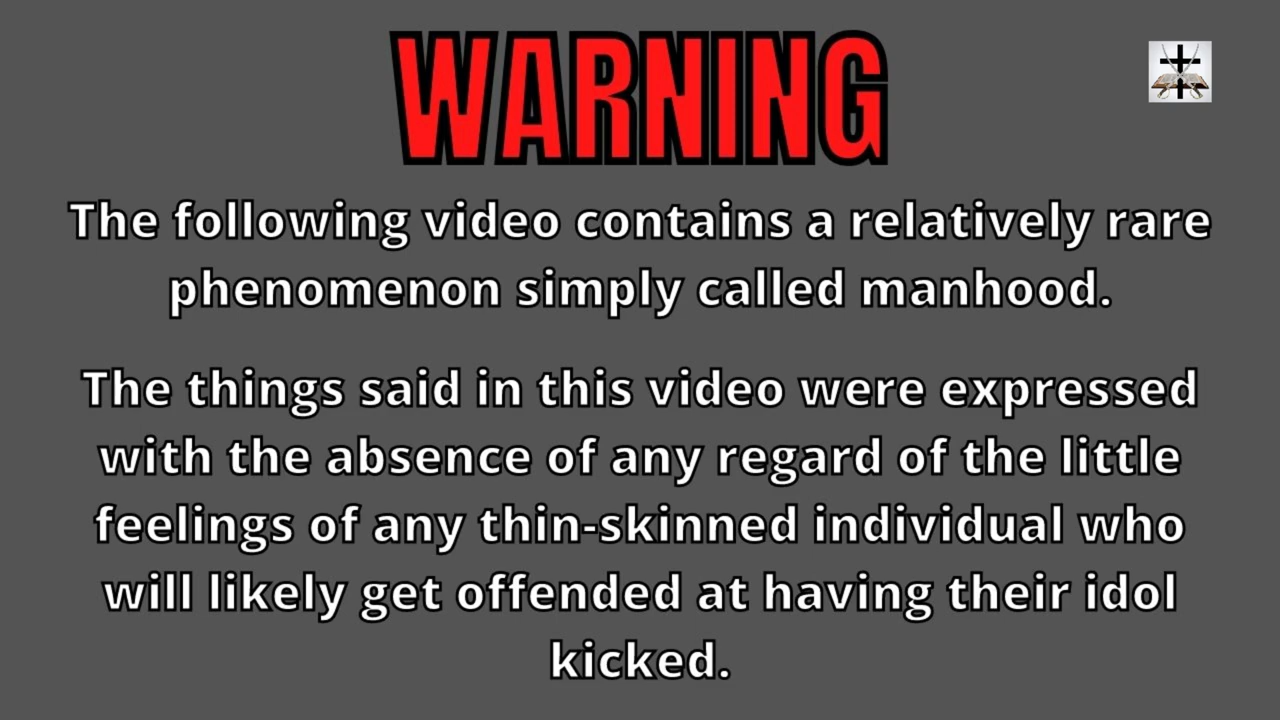 WARNING
The following video contains a relatively rare
phenomenon simply called manhood.
The things said in this video were expressed
with the absence of any regard of the little
feelings of any thin-skinned individual who
will likely get offended at having their idol
kicked.